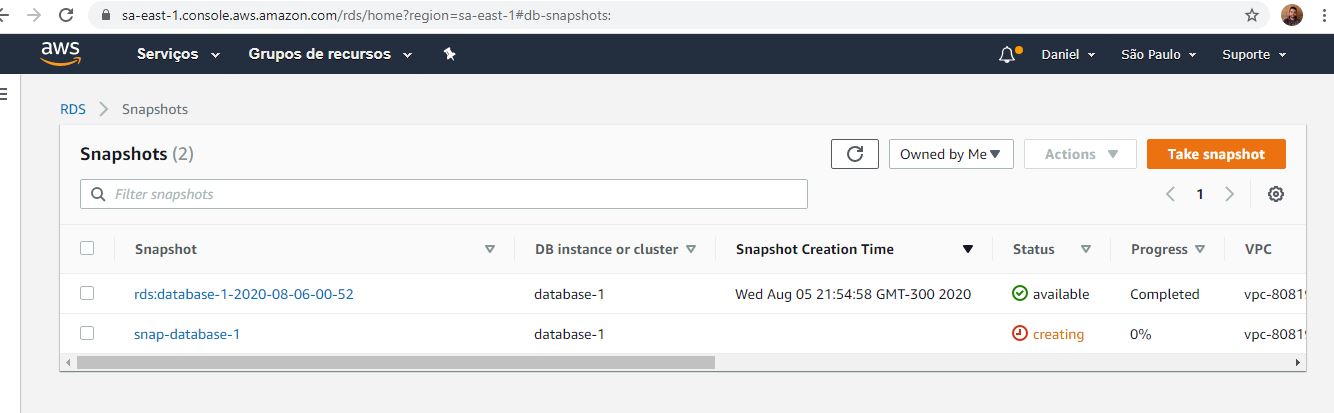 sa-east-1.console.aws.amazon.com/rds/home?region=sa-east-1#db-snapshots:
aws Serviços Grupos de recursos Daniel São Paulo Suporte
RDS Snapshots
Snapshots (2) Owned by Me Actions Take snapshot
Filter snapshots 1
Snapshot DB instance or cluster Snapshot Creation Time Status Progress VPC
rds:database-1-2020-08-06-00-52 database-1 Wed Aug 05 21:54:58 GMT-300 2020 available Completed vpc-8081
snap-database-1 database-1 creating 0% vpc-8081